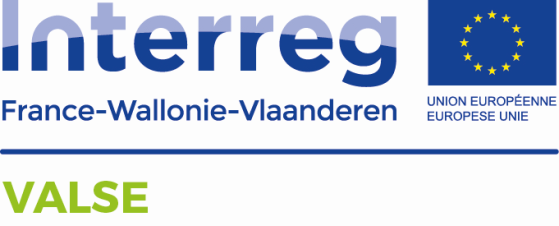 Interreg
France-Wallonie-Vlaanderen
UNION EUROPÉENNE
EUROPESE UNIE
VALSE